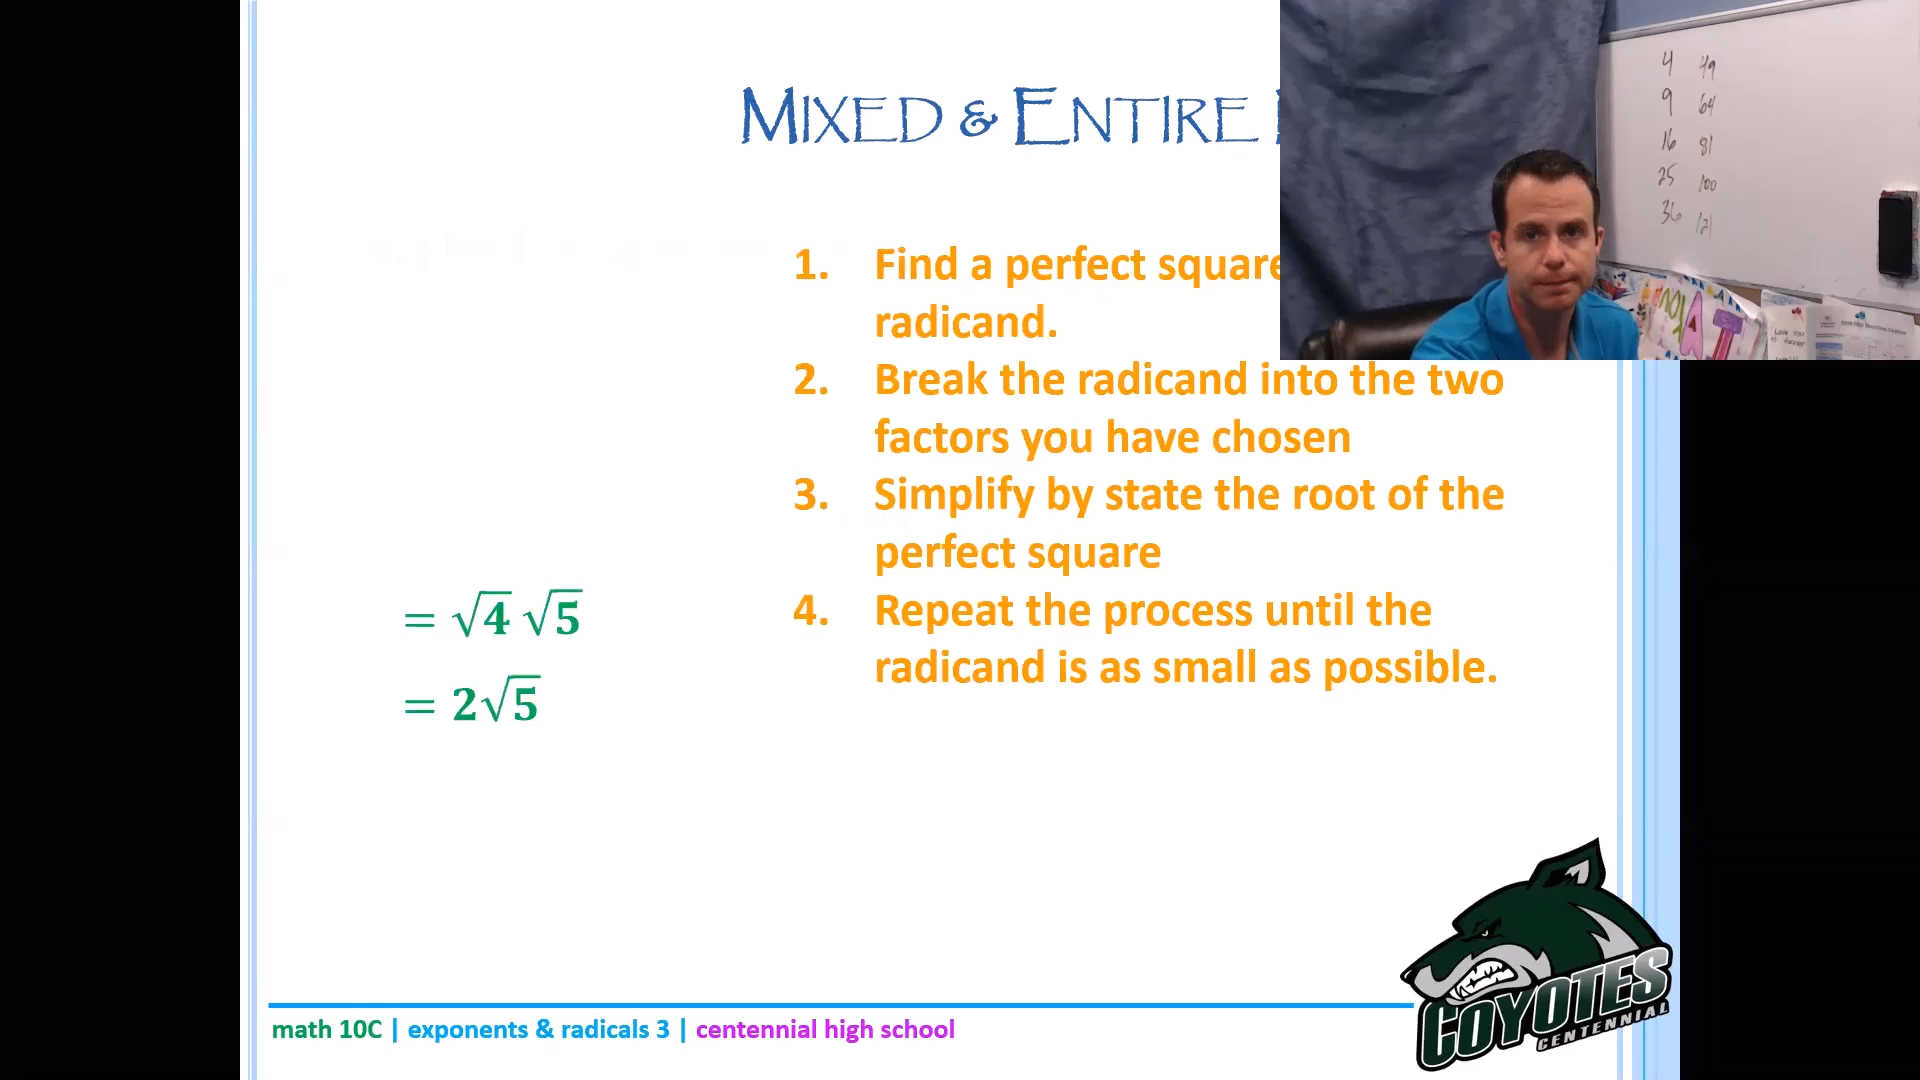 MIXED & ENTIRE
1. Find a perfect square
radicand.
2. Break the radicand into the two
factors you have chosen
3. Simplify by state the root of the
perfect square
4. Repeat the process until the
radicand is as small as possible.
= √4 √5
= 2√5
math 10C | exponents & radicals 3 | centennial high school
COYOTES
CENTENNIAL
4 49
9 64
16 81
25 100
36 121